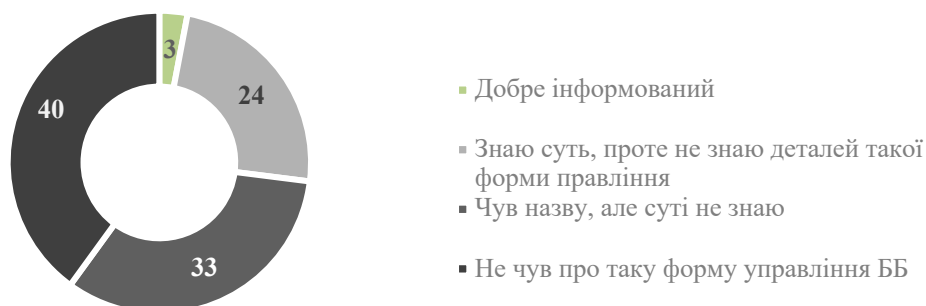 3
24
40
33
Добре інформований
Знаю суть, проте не знаю деталей такої
форми правління
Чув назву, але суті не знаю
Не чув про таку форму управління ББ